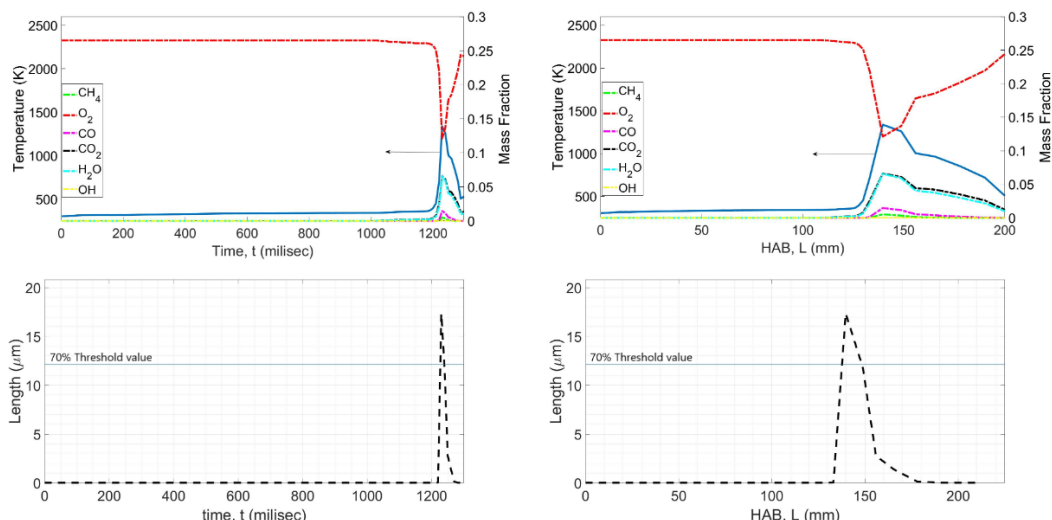 Temperature (K)
2500
2000
1500
1000
500
CH4
O2
CO
CO2
H2O
OH
0.3
0.25
0.2
0.15
0.1
0.05
0
Mass Fraction
0 200 400 600 800 1000 1200
Time, t (milisec)
Temperature (K)
2500
2000
1500
1000
500
CH4
O2
CO
CO2
H2O
OH
0.3
0.25
0.2
0.15
0.1
0.05
0
Mass Fraction
0 50 100 150 200
HAB, L (mm)
Length (μm)
20
15
10
5
0
70% Threshold value
0 200 400 600 800 1000 1200
time, t (milisec)
Length (μm)
20
15
10
5
0
70% Threshold value
0 50 100 150 200
HAB, L (mm)